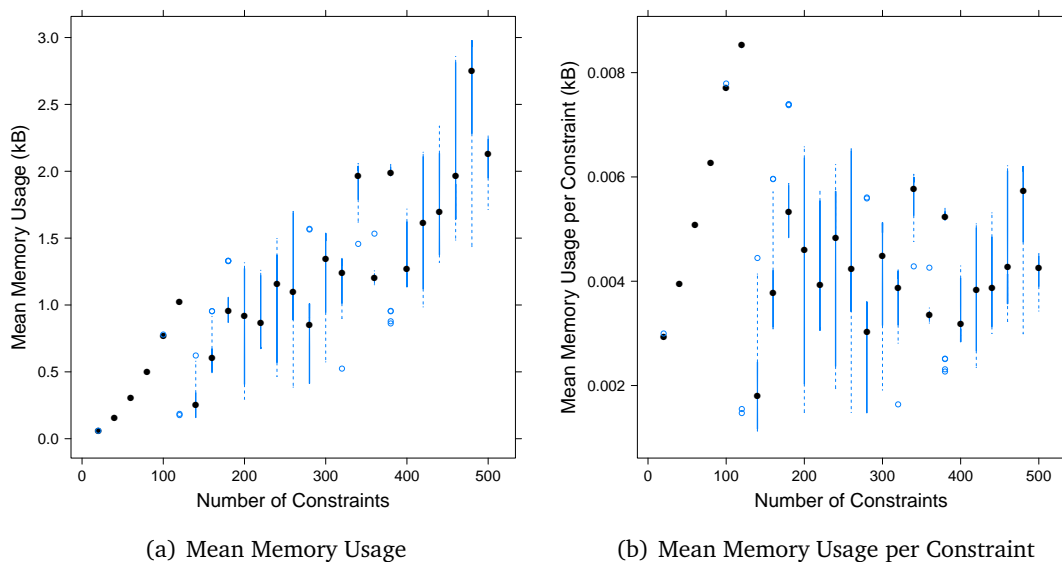 Mean Memory Usage (kB)
3.0
2.5
2.0
1.5
1.0
0.5
0.0
0 100 200 300 400 500
Number of Constraints
(a) Mean Memory Usage
Mean Memory Usage per Constraint (kB)
0.008
0.006
0.004
0.002
0 100 200 300 400 500
Number of Constraints
(b) Mean Memory Usage per Constraint